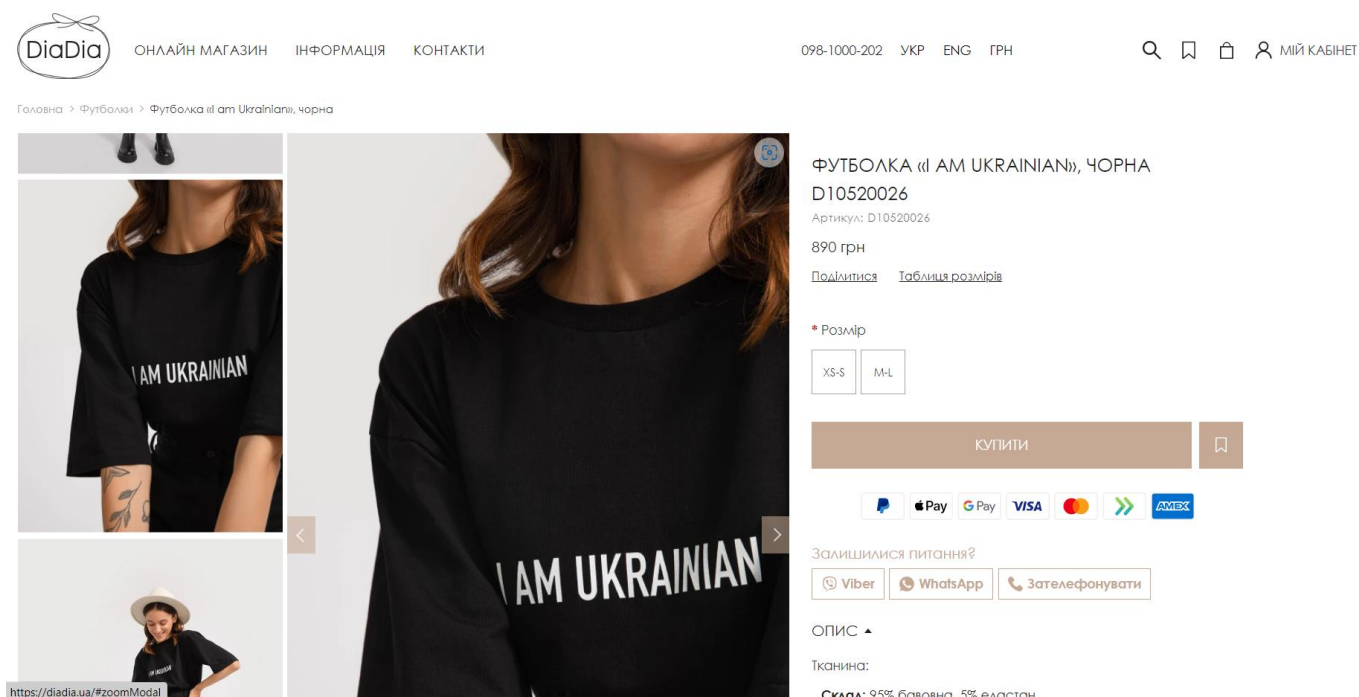 DiaDia
ОНЛАЙН МАГАЗИН ІНФОРМАЦІЯ КОНТАКТИ
098-1000-202 УКР ENG ГРН
МІЙ КАБІНЕТ
Головна > Футболки > Футболка «I am Ukrainian», чорна
I AM UKRAINIAN
I AM UKRAINIAN
I AM UKRAINIAN
ФУТБОЛКА «I AM UKRAINIAN», ЧОРНА
D10520026
Артикул: D10520026
890 грн
Поділитися Таблиця розмірів
* Розмір
XS-S M-L
КУПИТИ
Pay G Pay VISA AMEX
Залишилися питання?
Viber WhatsApp Зателефонувати
ОПИС
Тканина:
Склад: 95% бавовна, 5% еластан
https://diadia.ua/#zoomModal